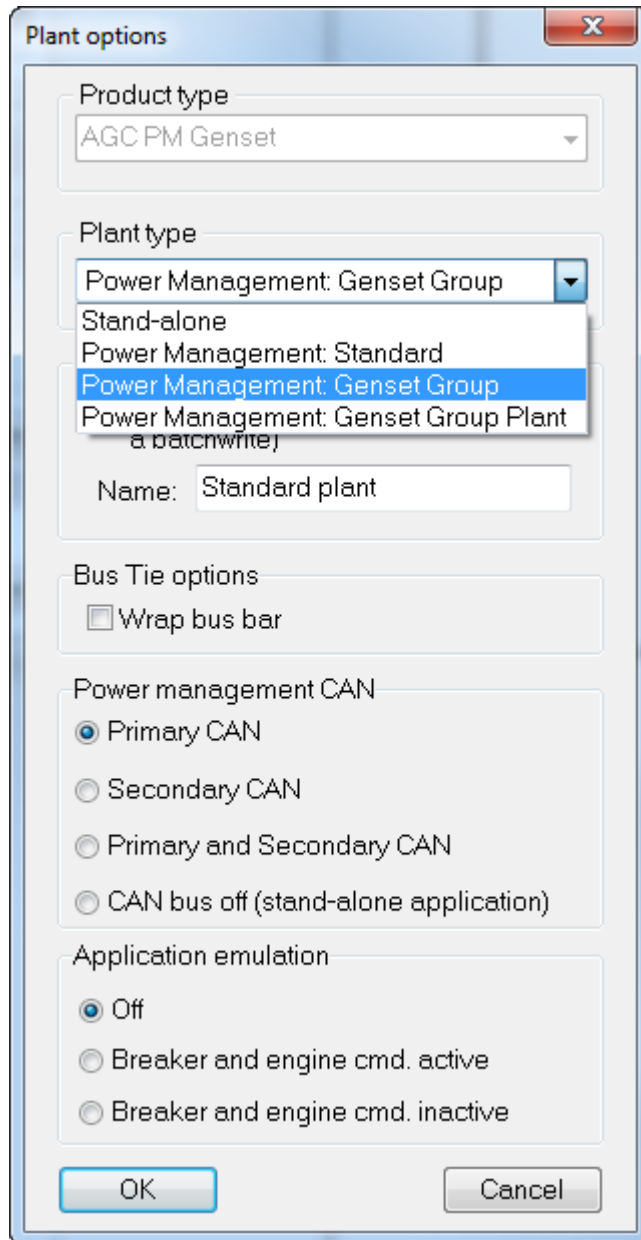 Plant options
Product type
AGC PM Genset
Plant type
Power Management: Genset Group
Stand-alone
Power Management: Standard
Power Management: Genset Group
Power Management: Genset Group Plant
a batchwrite)
Name: Standard plant
Bus Tie options
Wrap bus bar
Power management CAN
Primary CAN
Secondary CAN
Primary and Secondary CAN
CAN bus off (stand-alone application)
Application emulation
Off
Breaker and engine cmd. active
Breaker and engine cmd. inactive
OK Cancel